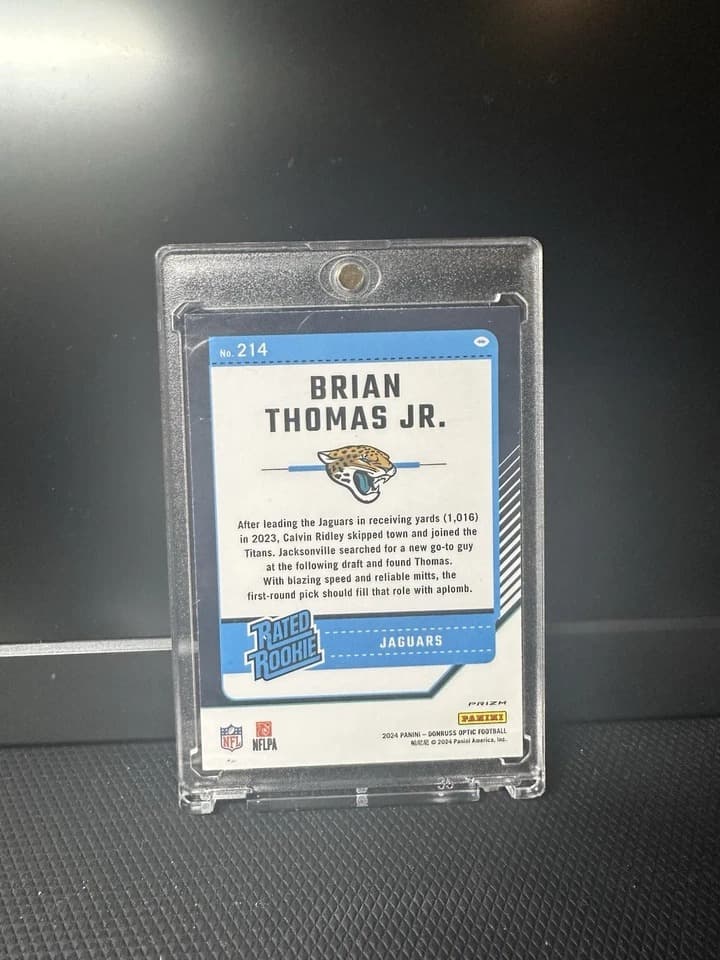 No. 214
BRIAN
THOMAS JR.
After leading the Jaguars in receiving yards (1,016)
in 2023, Calvin Ridley skipped town and joined the
Titans. Jacksonville searched for a new go-to guy
at the following draft and found Thomas.
With blazing speed and reliable mitts, the
first-round pick should fill that role with aplomb.
RATED
ROOKIE
JAGUARS
PRIZM
PANINI
NFL
NFLPA
2024 PANINI – DONRUSS OPTIC FOOTBALL
© 2024 Panini America, Inc.
35